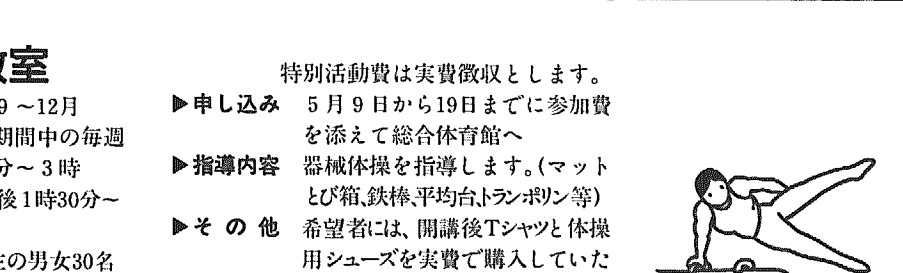 教室
9～12月
期間中の毎週
分～3時
後1時30分～
生の男女30名
特別活動費は実費徴収とします。
▶申し込み 5月9日から19日までに参加費
を添えて総合体育館へ
▶指導内容 器械体操を指導します。(マット
とび箱、鉄棒、平均台、トランポリン等)
▶その他 希望者には、開講後Tシャツと体操
用シューズを実費で購入していた